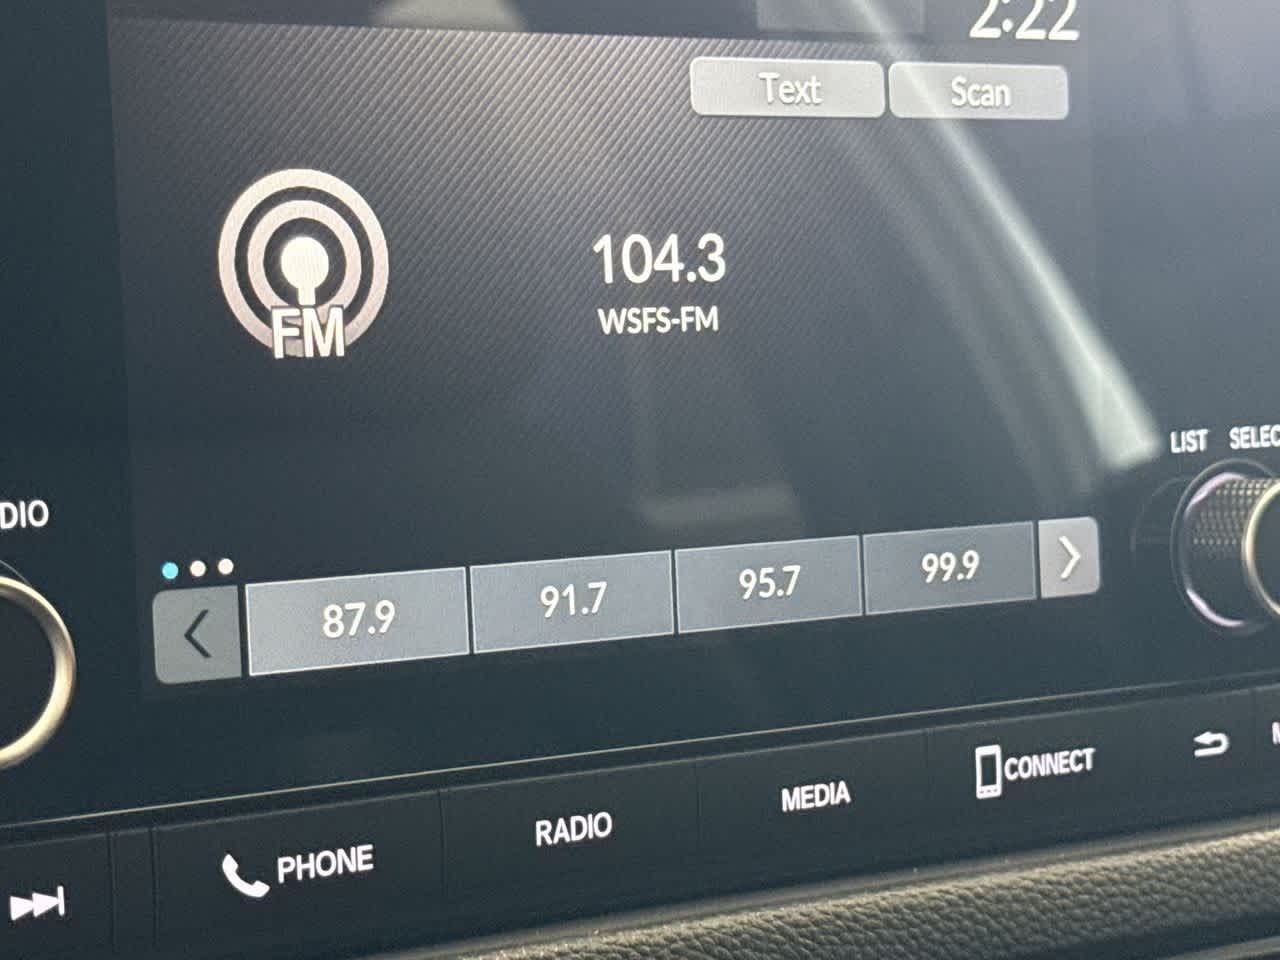 2:22
Text Scan
104.3
FM
WSFS-FM
LIST SELEC
DIO
87.9 91.7 95.7 99.9
PHONE RADIO MEDIA CONNECT